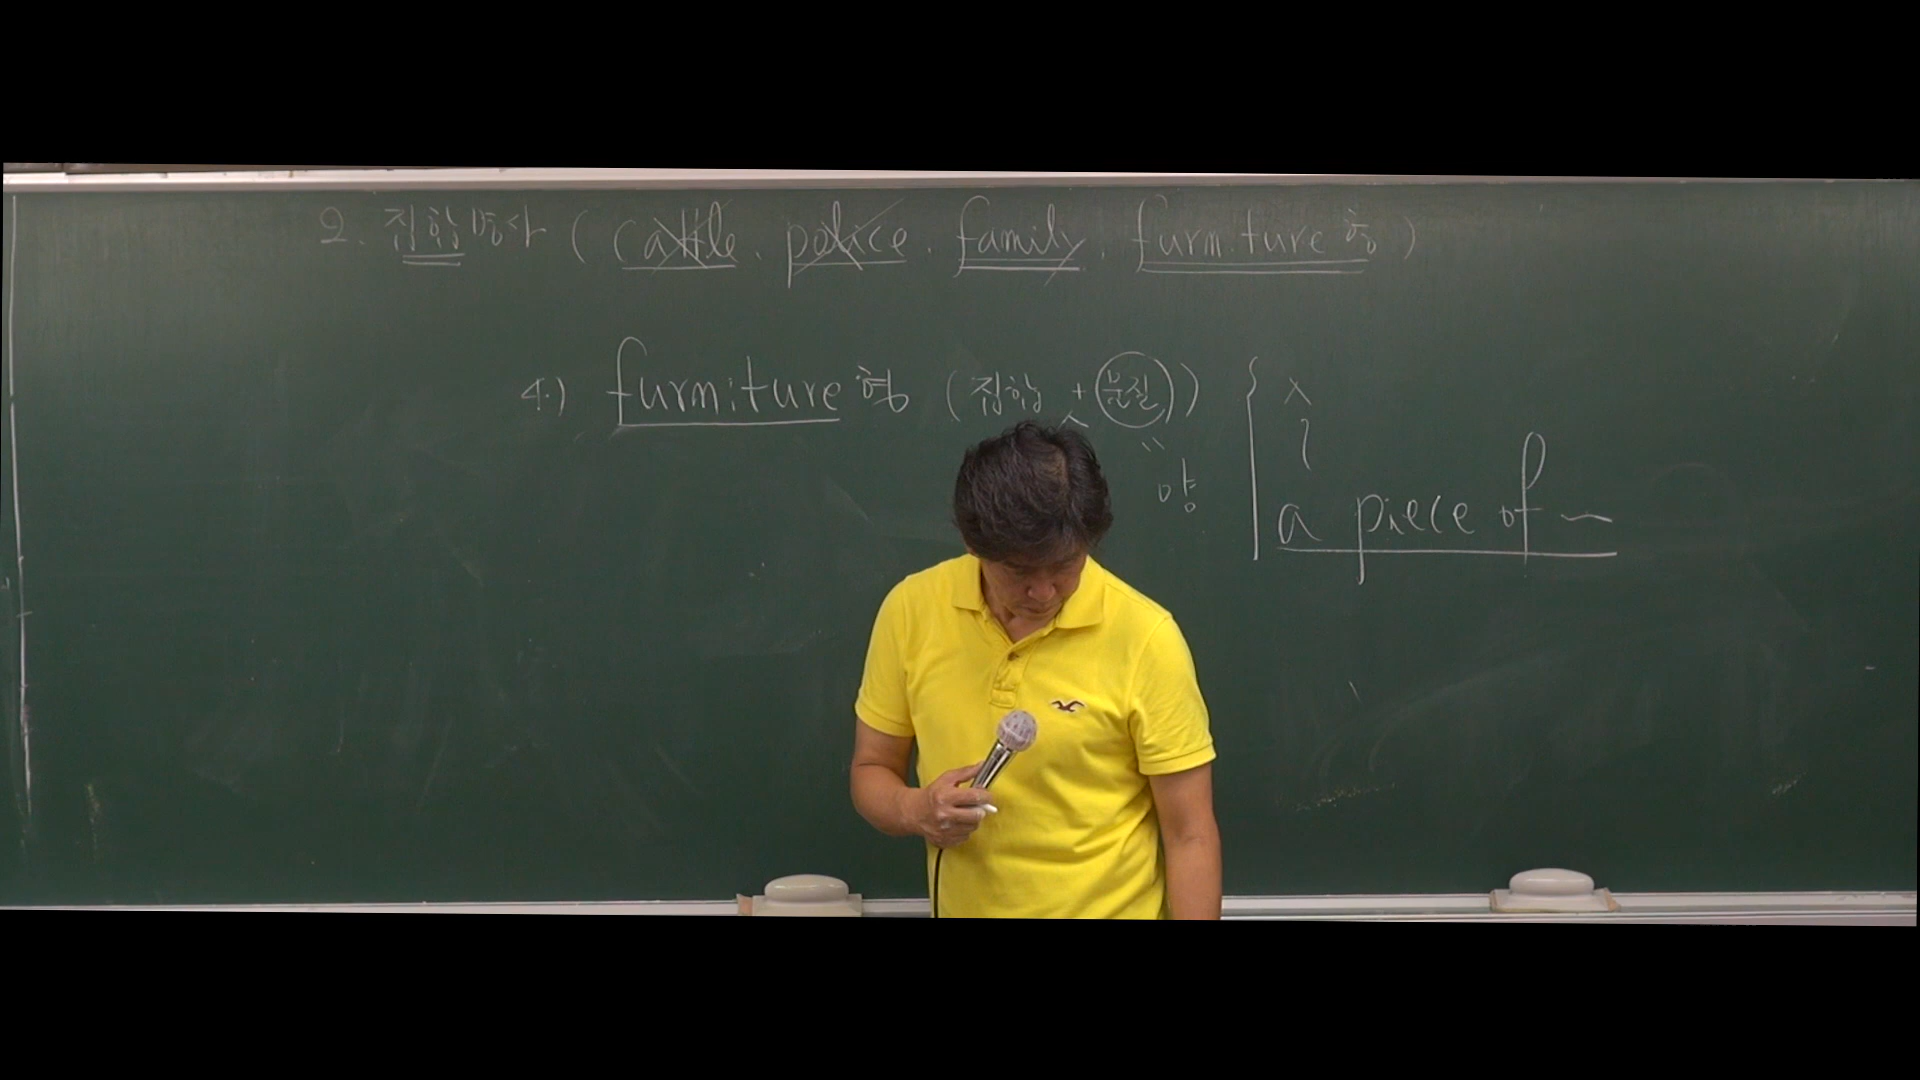 2. 집합명사 ( cattle. police. family. furniture 형 )
4.) furniture 형 ( 집합 + 물질 )
〃
양
a piece of ~